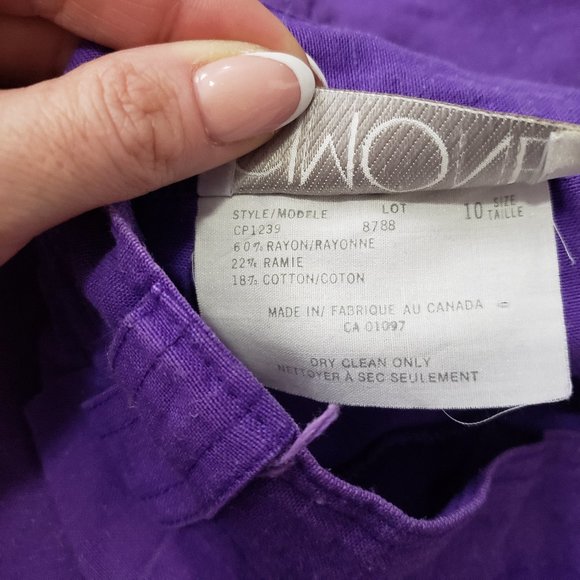 STYLE/MODELE LOT 10 SIZE TAILLE
CP1239 8788
60% RAYON/RAYONNE
22% RAMIE
18% COTTON/COTON
MADE IN/ FABRIQUE AU CANADA
CA 01097
DRY CLEAN ONLY
NETTOYER À SEC SEULEMENT